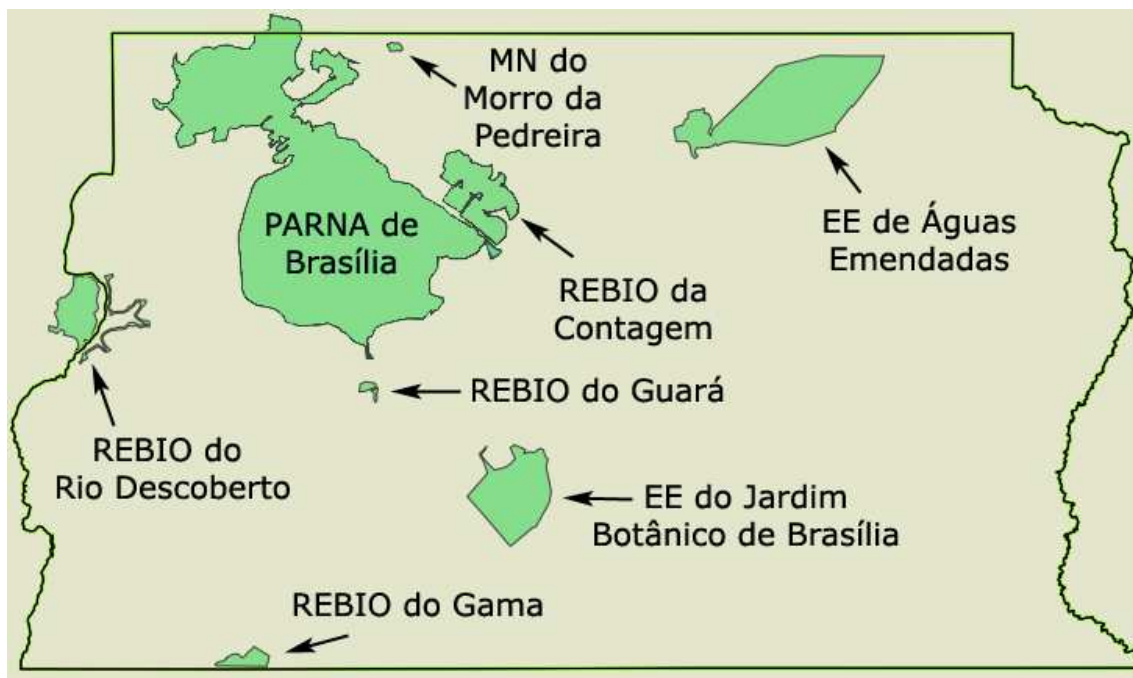 MN do
Morro da
Pedreira
PARNA de
Brasília
EE de Águas
Emendadas
REBIO da
Contagem
REBIO do Guará
REBIO do
Rio Descoberto
EE do Jardim
Botânico de Brasília
REBIO do Gama